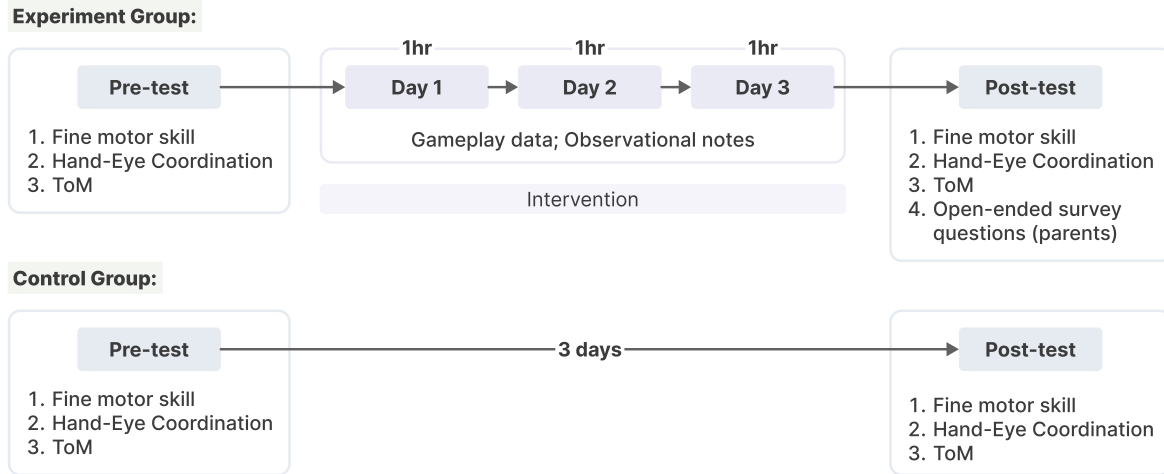 Experiment Group:
1hr 1hr 1hr
Pre-test Day 1 Day 2 Day 3 Post-test
1. Fine motor skill
2. Hand-Eye Coordination
3. ToM
Gameplay data; Observational notes
Intervention
1. Fine motor skill
2. Hand-Eye Coordination
3. ToM
4. Open-ended survey
questions (parents)
Control Group:
Pre-test 3 days Post-test
1. Fine motor skill
2. Hand-Eye Coordination
3. ToM
1. Fine motor skill
2. Hand-Eye Coordination
3. ToM